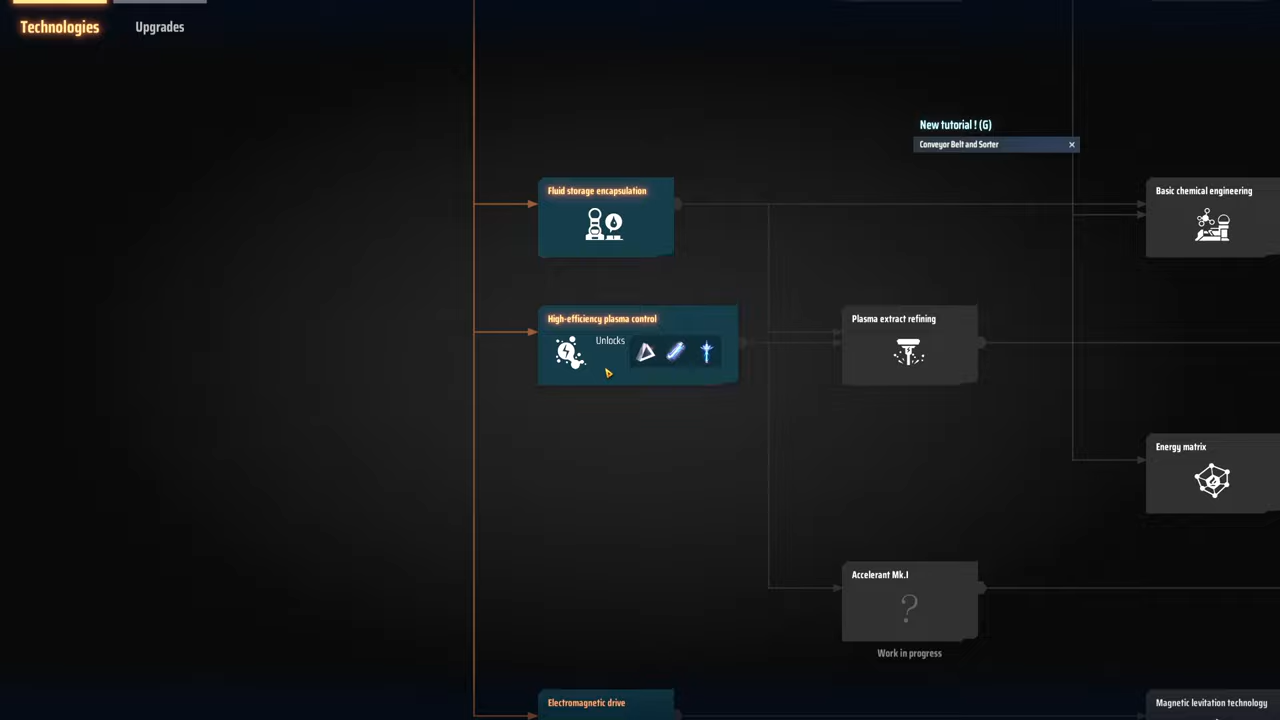 Technologies
Upgrades
New tutorial ! (G)
Conveyor Belt and Sorter
Fluid storage encapsulation
Basic chemical engineering
High-efficiency plasma control
Unlocks
Plasma extract refining
Energy matrix
Accelerant Mk.I
?
Work in progress
Electromagnetic drive
Magnetic levitation technology